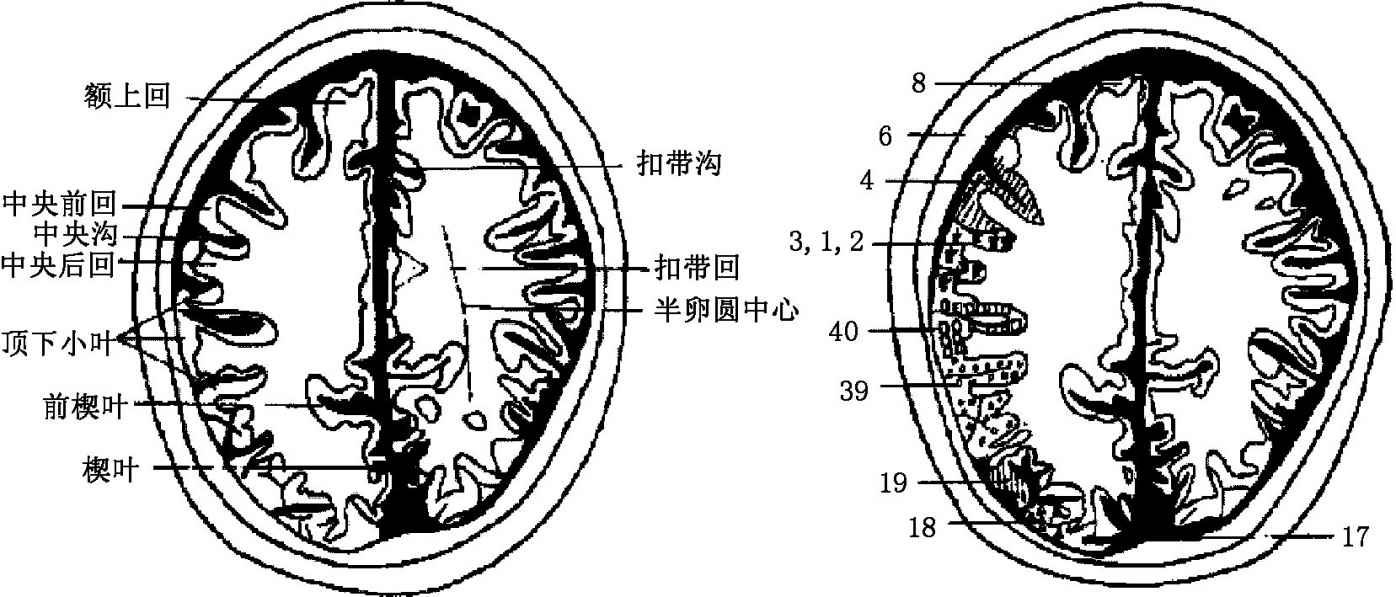 额上回
中央前回
中央沟
中央后回
顶下小叶
前楔叶
楔叶
扣带沟
扣带回
半卵圆中心
8
6
4
3, 1, 2
40
39
19
18
17